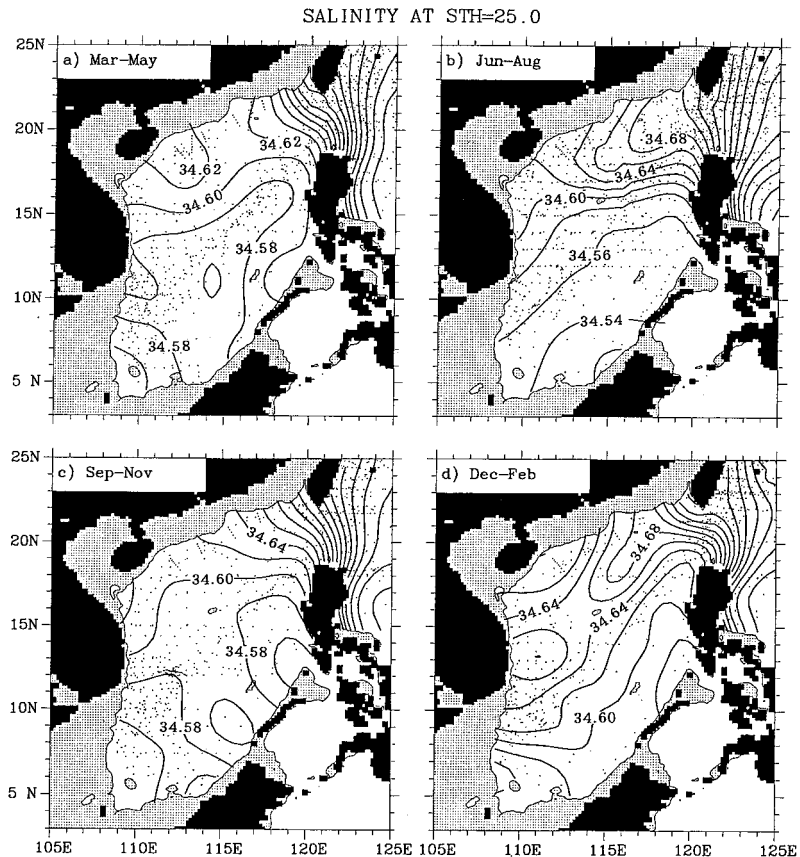 SALINITY AT STH=25.0
a) Mar-May
b) Jun-Aug
25N
20N
15N
10N
5 N
34.62
34.62
34.60
34.58
34.58
34.68
34.64
34.60
34.56
34.54
c) Sep-Nov
d) Dec-Feb
25N
20N
15N
10N
5 N
34.64
34.60
34.58
34.58
34.68
34.64
34.64
34.60
105E 110E 115E 120E 125E
105E 110E 115E 120E 125E